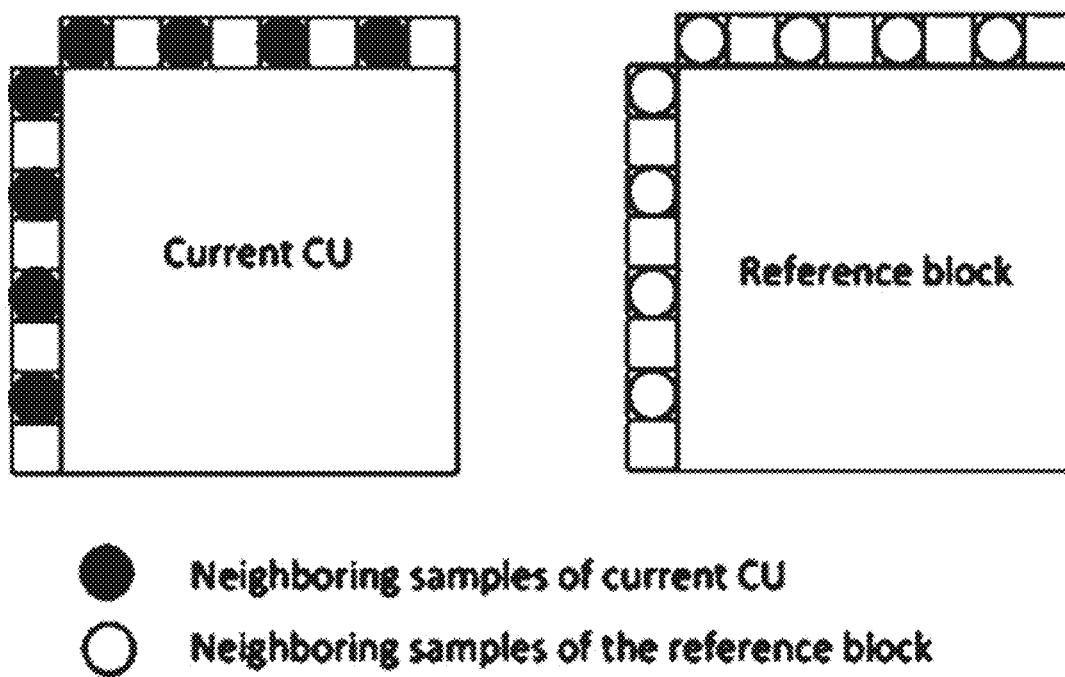 Current CU
Reference block
Neighboring samples of current CU
Neighboring samples of the reference block